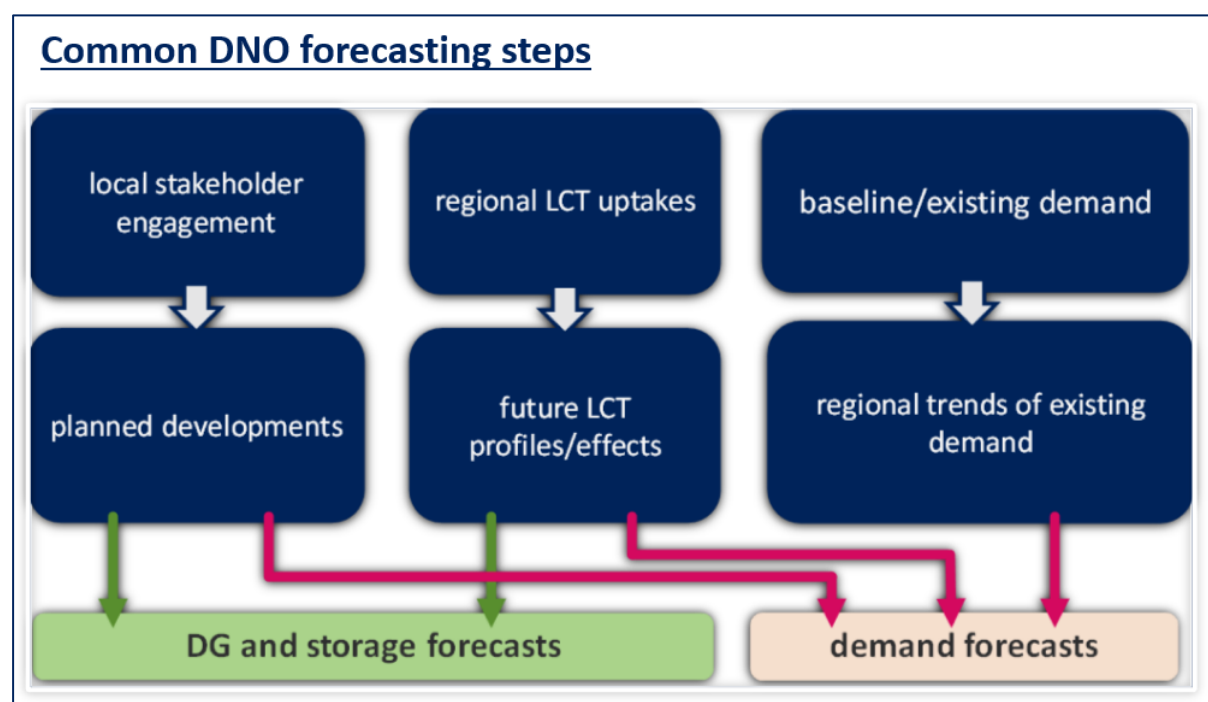 Common DNO forecasting steps
local stakeholder
engagement
regional LCT uptakes
baseline/existing demand
planned developments
future LCT
profiles/effects
regional trends of existing
demand
DG and storage forecasts
demand forecasts